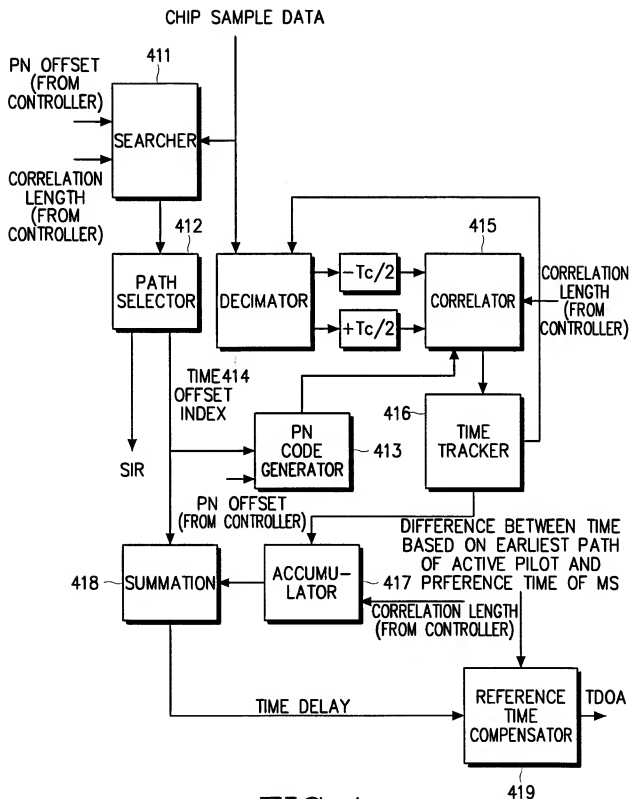 CHIP SAMPLE DATA
411
PN OFFSET
(FROM
CONTROLLER)
SEARCHER
CORRELATION
LENGTH
(FROM
CONTROLLER)
412
415
PATH
SELECTOR
DECIMATOR
-Tc/2
+Tc/2
CORRELATOR
CORRELATION
LENGTH
(FROM
CONTROLLER)
TIME
OFFSET
INDEX
414
416
PN
CODE
GENERATOR
413
TIME
TRACKER
SIR
PN OFFSET
(FROM CONTROLLER)
DIFFERENCE BETWEEN TIME
BASED ON EARLIEST PATH
OF ACTIVE PILOT AND
PRFERENCE TIME OF MS
418
SUMMATION
ACCUMU-
LATOR
417
CORRELATION LENGTH
(FROM CONTROLLER)
TIME DELAY
REFERENCE
TIME
COMPENSATOR
TDOA
419